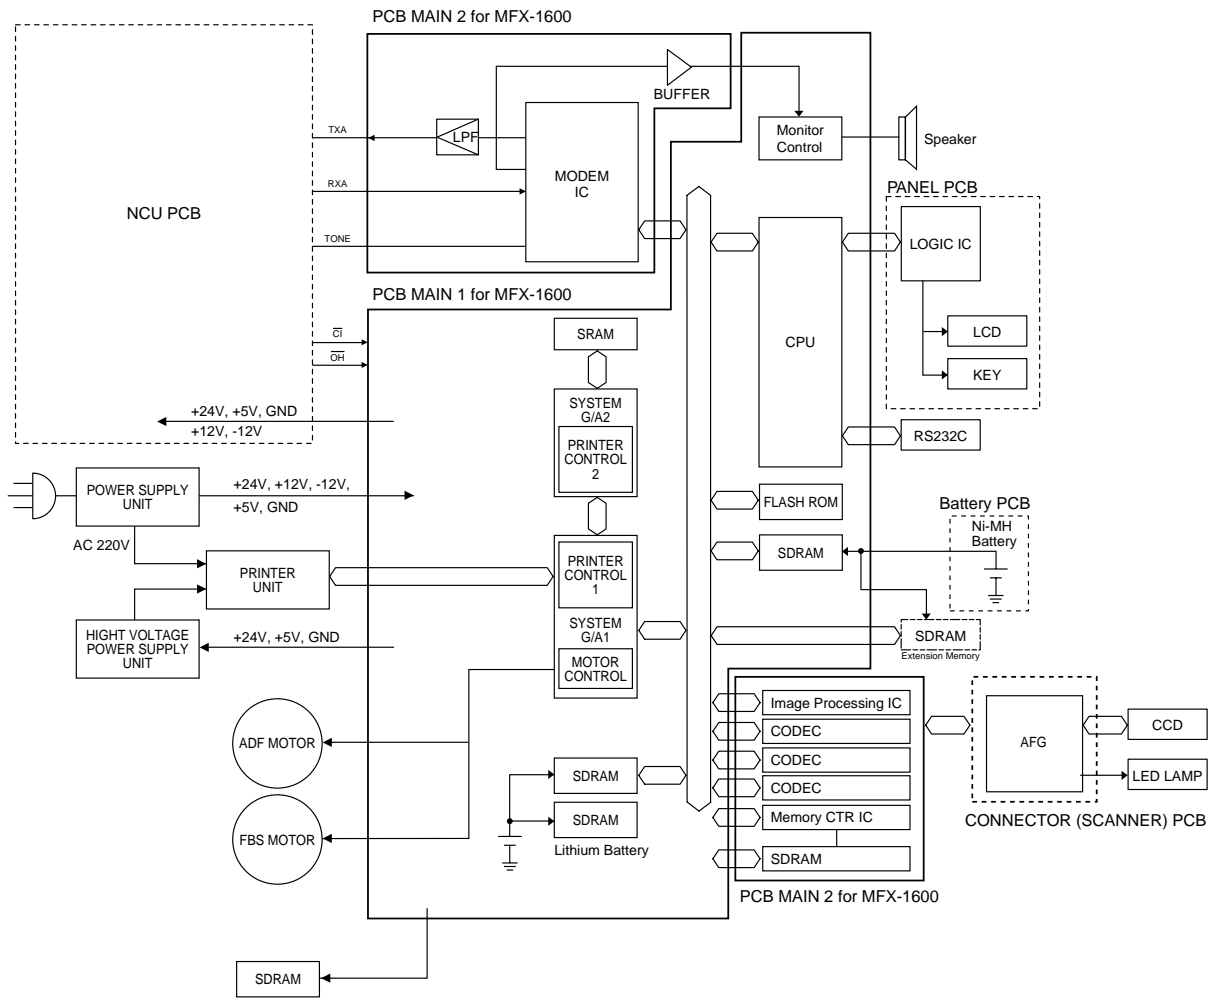 PCB MAIN 2 for MFX-1600
BUFFER
LPF
MODEM
IC
TXA
RXA
TONE
NCU PCB
Monitor
Control
Speaker
PANEL PCB
LOGIC IC
LCD
KEY
CPU
RS232C
PCB MAIN 1 for MFX-1600
CI
OH
SRAM
SYSTEM
G/A2
PRINTER
CONTROL
2
+24V, +5V, GND
+12V, -12V
POWER SUPPLY
UNIT
+24V, +12V, -12V,
+5V, GND
AC 220V
PRINTER
UNIT
HIGHT VOLTAGE
POWER SUPPLY
UNIT
+24V, +5V, GND
PRINTER
CONTROL
1
SYSTEM
G/A1
MOTOR
CONTROL
FLASH ROM
SDRAM
Battery PCB
Ni-MH
Battery
SDRAM
Extension Memory
ADF MOTOR
FBS MOTOR
SDRAM
SDRAM
Lithium Battery
Image Processing IC
CODEC
CODEC
CODEC
Memory CTR IC
SDRAM
PCB MAIN 2 for MFX-1600
AFG
CCD
LED LAMP
CONNECTOR (SCANNER) PCB
SDRAM